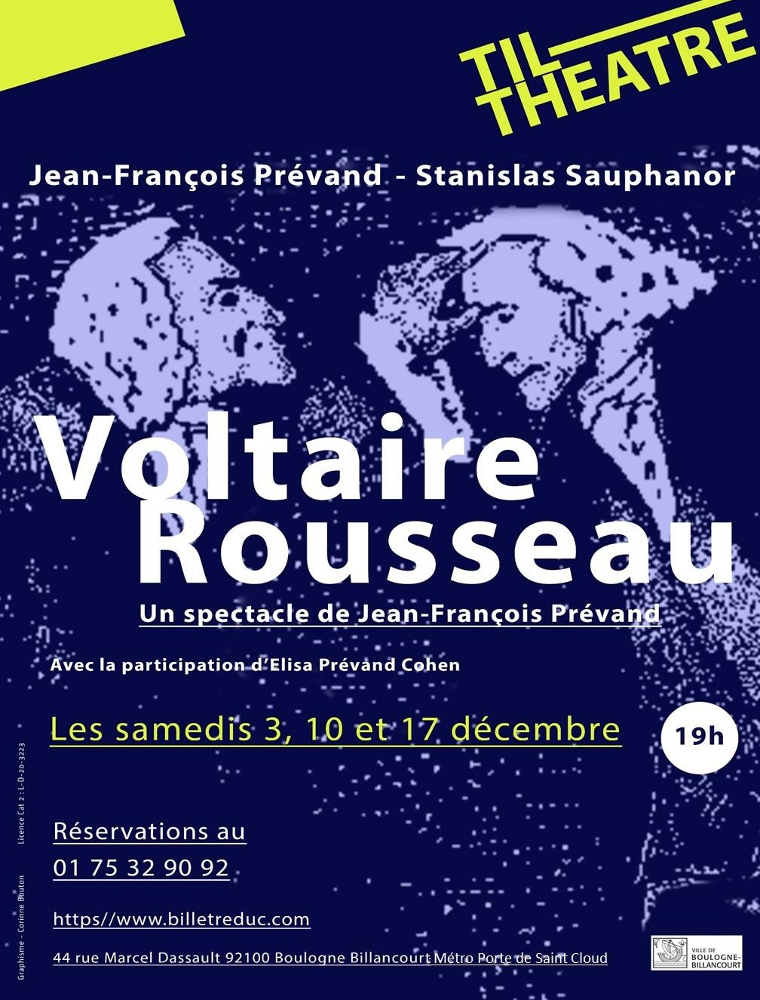 TIL
THEATRE
Jean-François Prévand - Stanislas Sauphanor
Voltaire
Rousseau
Un spectacle de Jean-François Prévand
Avec la participation d'Elisa Prévand Cohen
Les samedis 3, 10 et 17 décembre
19h
Réservations au
01 75 32 90 92
https//www.billetreduc.com
44 rue Marcel Dassault 92100 Boulogne Billancourt Métro Porte de Saint Cloud
VILLE DE
BOULOGNE-
BILLANCOURT
Graphisme - Corinne Bouton Licence Cat 2 : L-D-20-3223